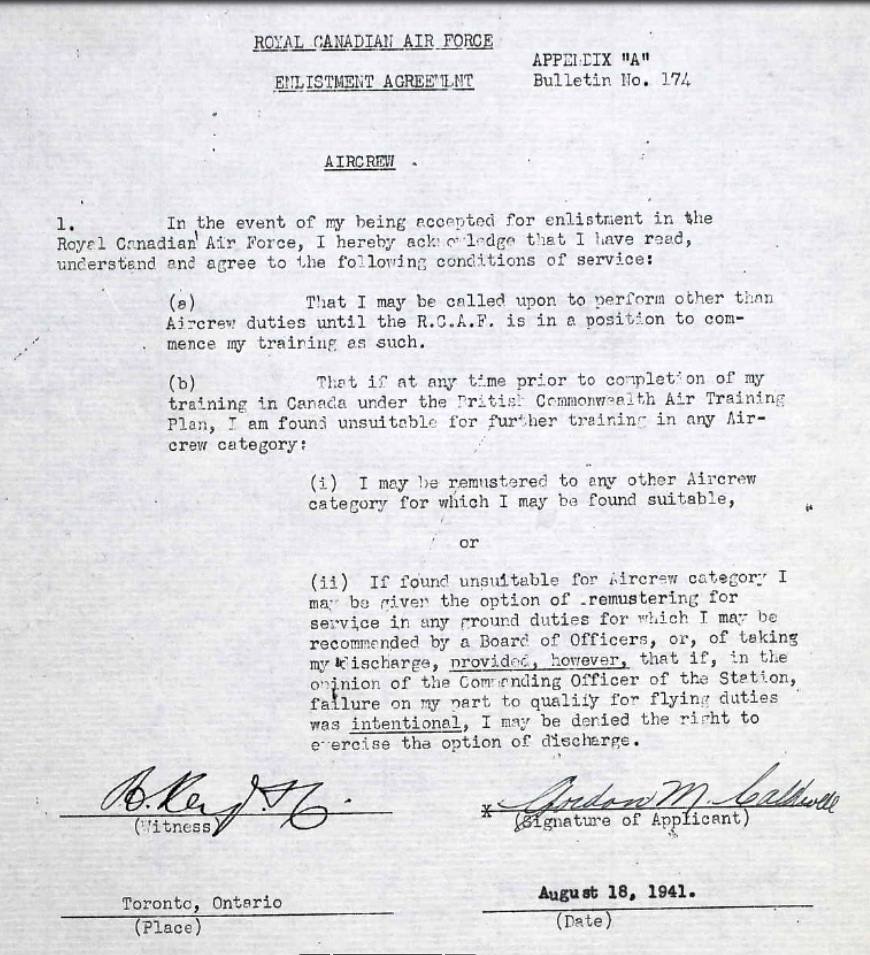 ROYAL CANADIAN AIR FORCE
APPENDIX "A"
ENLISTMENT AGREEMENT
Bulletin No. 174
AIRCREW
1. In the event of my being accepted for enlistment in the
Royal Canadian Air Force, I hereby acknowledge that I have read,
understand and agree to the following conditions of service:
(a) That I may be called upon to perform other than
Aircrew duties until the R.C.A.F. is in a position to com-
mence my training as such.
(b) That if at any time prior to completion of my
training in Canada under the British Commonwealth Air Training
Plan, I am found unsuitable for further training in any Air-
crew category:
(i) I may be remustered to any other Aircrew
category for which I may be found suitable,
or
(ii) If found unsuitable for Aircrew category I
may be given the option of remustering for
service in any ground duties for which I may be
recommended by a Board of Officers, or, of taking
my discharge, provided, however, that if, in the
opinion of the Commanding Officer of the Station,
failure on my part to qualify for flying duties
was intentional, I may be denied the right to
exercise the option of discharge.
x Gordon M. Caldwell
(Witness) (Signature of Applicant)
Toronto, Ontario August 18, 1941.
(Place) (Date)